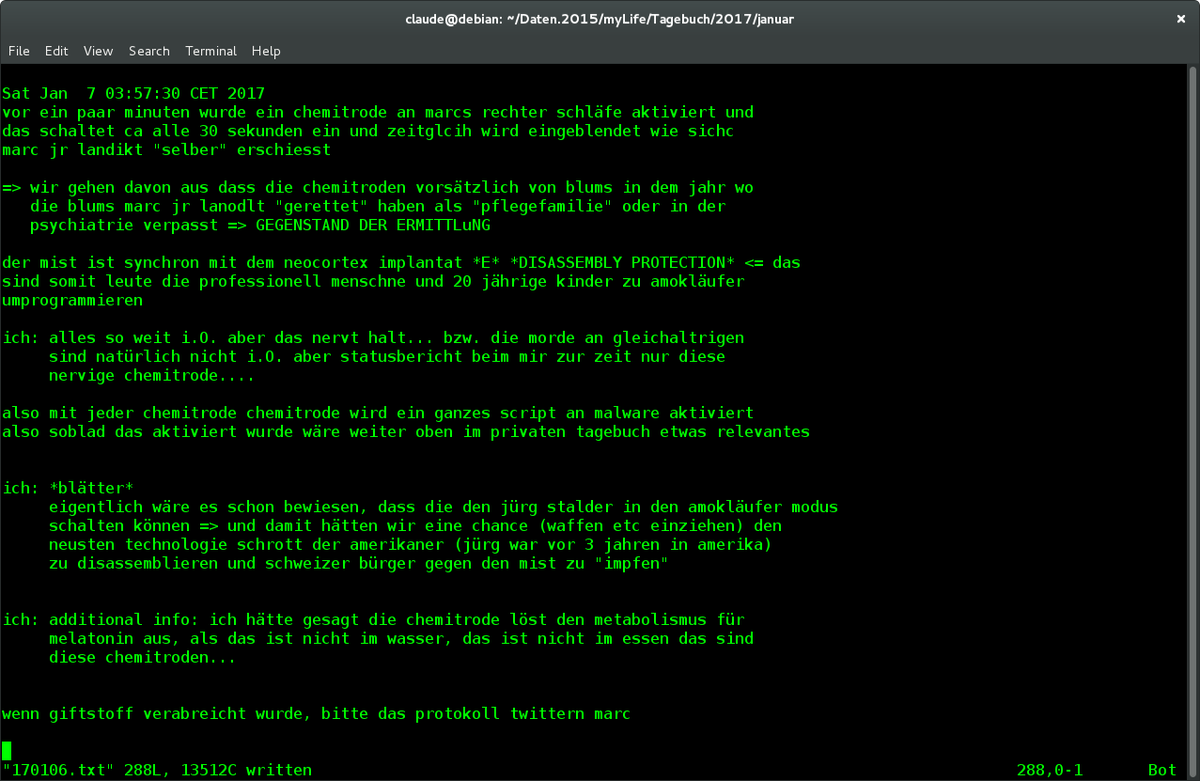 claude@debian: ~/Daten.2015/myLife/Tagebuch/2017/januar
×
File Edit View Search Terminal Help
Sat Jan  7 03:57:30 CET 2017
vor ein paar minuten wurde ein chemitrode an marcs rechter schläfe aktiviert und
das schaltet ca alle 30 sekunden ein und zeitglcih wird eingeblendet wie sichc
marc jr landikt "selber" erschiesst
=> wir gehen davon aus dass die chemitroden vorsätzlich von blums in dem jahr wo
die blums marc jr lanodlt "gerettet" haben als "pflegefamilie" oder in der
psychiatrie verpasst => GEGENSTAND DER ERMITTLuNG
der mist ist synchron mit dem neocortex implantat *E* *DISASSEMBLY PROTECTION* <= das
sind somit leute die professionell menschne und 20 jährige kinder zu amokläufer
umprogrammieren
ich: alles so weit i.O. aber das nervt halt... bzw. die morde an gleichaltrigen
sind natürlich nicht i.O. aber statusbericht beim mir zur zeit nur diese
nervige chemitrode....
also mit jeder chemitrode chemitrode wird ein ganzes script an malware aktiviert
also soblad das aktiviert wurde wäre weiter oben im privaten tagebuch etwas relevantes
ich: *blätter*
eigentlich wäre es schon bewiesen, dass die den jürg stalder in den amokläufer modus
schalten können => und damit hätten wir eine chance (waffen etc einziehen) den
neusten technologie schrott der amerikaner (jürg war vor 3 jahren in amerika)
zu disassemblieren und schweizer bürger gegen den mist zu "impfen"
ich: additional info: ich hätte gesagt die chemitrode löst den metabolismus für
melatonin aus, als das ist nicht im wasser, das ist nicht im essen das sind
diese chemitroden...
wenn giftstoff verabreicht wurde, bitte das protokoll twittern marc
"170106.txt" 288L, 13512C written 288,0-1 Bot